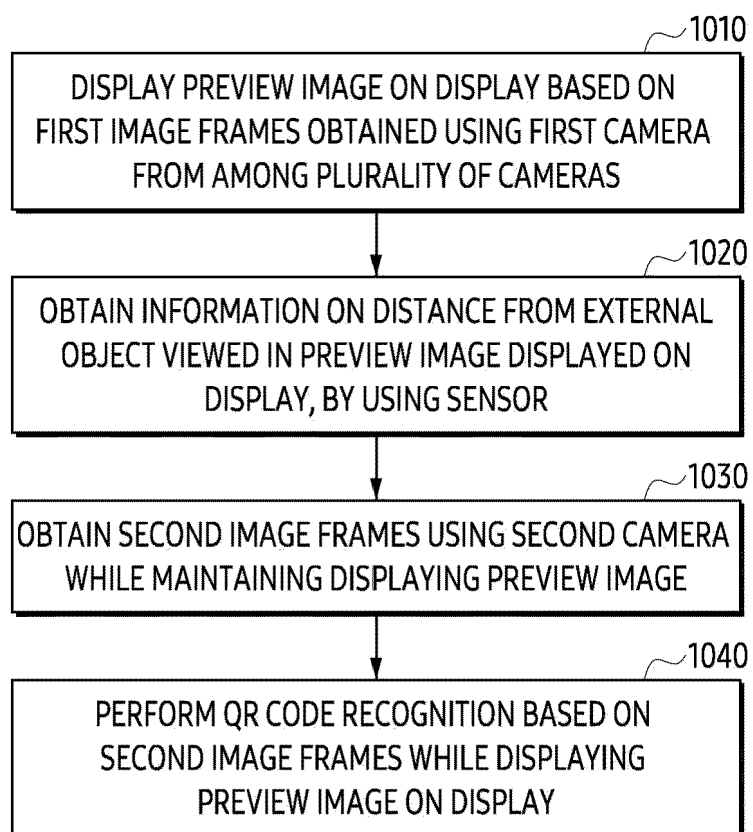 1010
DISPLAY PREVIEW IMAGE ON DISPLAY BASED ON
FIRST IMAGE FRAMES OBTAINED USING FIRST CAMERA
FROM AMONG PLURALITY OF CAMERAS
1020
OBTAIN INFORMATION ON DISTANCE FROM EXTERNAL
OBJECT VIEWED IN PREVIEW IMAGE DISPLAYED ON
DISPLAY, BY USING SENSOR
1030
OBTAIN SECOND IMAGE FRAMES USING SECOND CAMERA
WHILE MAINTAINING DISPLAYING PREVIEW IMAGE
1040
PERFORM QR CODE RECOGNITION BASED ON
SECOND IMAGE FRAMES WHILE DISPLAYING
PREVIEW IMAGE ON DISPLAY